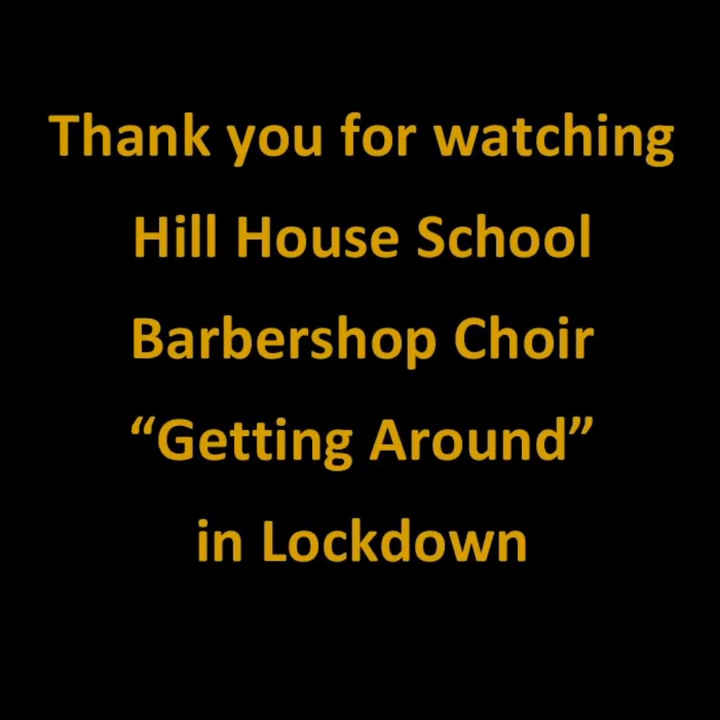 Thank you for watching
Hill House School
Barbershop Choir
“Getting Around”
in Lockdown